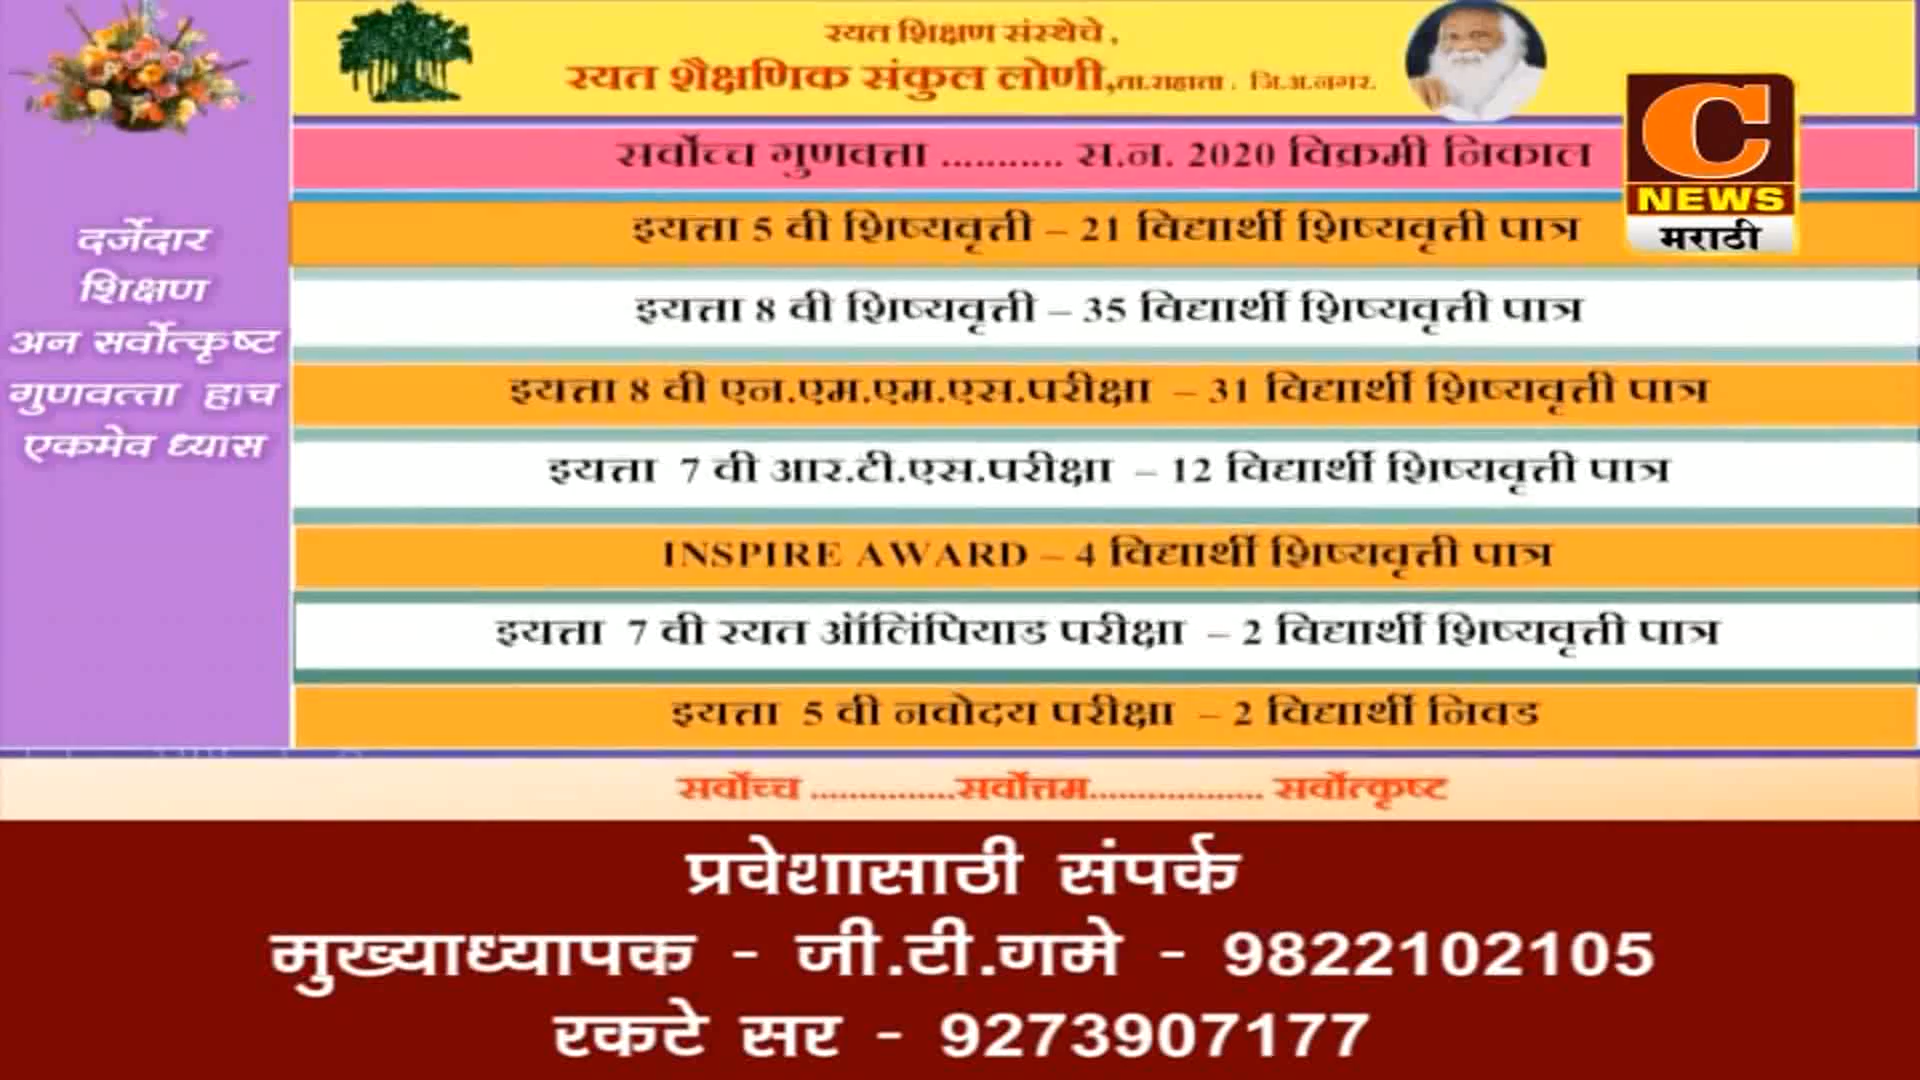 रयत शिक्षण संस्थेचे ,
रयत शैक्षणिक संकुल लोणी,ता.राहाता . जि.अ.नगर.
C
NEWS
मराठी
सर्वोच्च गुणवत्ता ........... स.न. 2020 विक्रमी निकाल
इयत्ता 5 वी शिष्यवृत्ती – 21 विद्यार्थी शिष्यवृत्ती पात्र
इयत्ता 8 वी शिष्यवृत्ती – 35 विद्यार्थी शिष्यवृत्ती पात्र
इयत्ता 8 वी एन.एम.एम.एस.परीक्षा – 31 विद्यार्थी शिष्यवृत्ती पात्र
इयत्ता 7 वी आर.टी.एस.परीक्षा – 12 विद्यार्थी शिष्यवृत्ती पात्र
INSPIRE AWARD – 4 विद्यार्थी शिष्यवृत्ती पात्र
इयत्ता 7 वी रयत ऑलिंपियाड परीक्षा – 2 विद्यार्थी शिष्यवृत्ती पात्र
इयत्ता 5 वी नवोदय परीक्षा – 2 विद्यार्थी निवड
दर्जेदार
शिक्षण
अन सर्वोत्कृष्ट
गुणवत्ता हाच
एकमेव ध्यास
सर्वोच्च ...............सर्वोत्तम.................. सर्वोत्कृष्ट
प्रवेशासाठी संपर्क
मुख्याध्यापक - जी.टी.गमे - 9822102105
रकटे सर - 9273907177